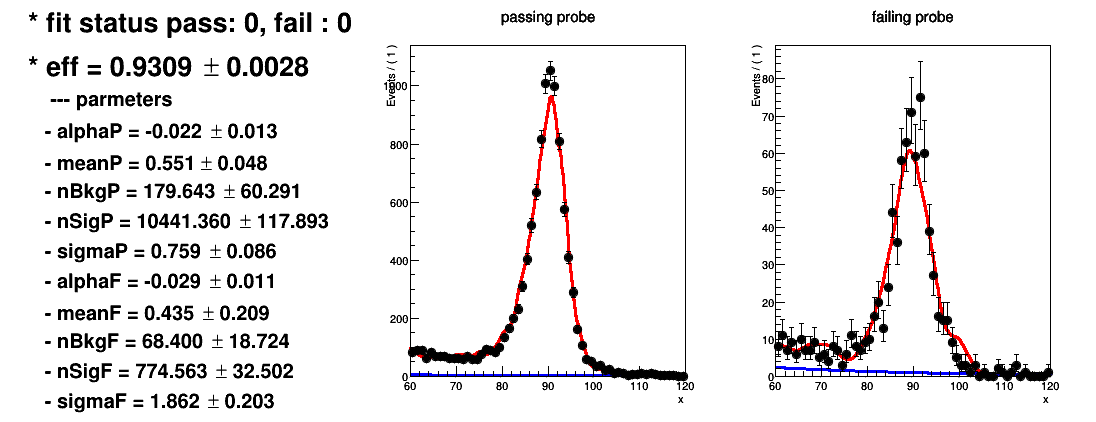 * fit status pass: 0, fail : 0
* eff = 0.9309 ± 0.0028
--- parmeters
- alphaP = -0.022 ± 0.013
- meanP = 0.551 ± 0.048
- nBkgP = 179.643 ± 60.291
- nSigP = 10441.360 ± 117.893
- sigmaP = 0.759 ± 0.086
- alphaF = -0.029 ± 0.011
- meanF = 0.435 ± 0.209
- nBkgF = 68.400 ± 18.724
- nSigF = 774.563 ± 32.502
- sigmaF = 1.862 ± 0.203
passing probe
Events / ( 1 )
1000
800
600
400
200
0
60 70 80 90 100 110 120
x
failing probe
Events / ( 1 )
80
70
60
50
40
30
20
10
0
60 70 80 90 100 110 120
x